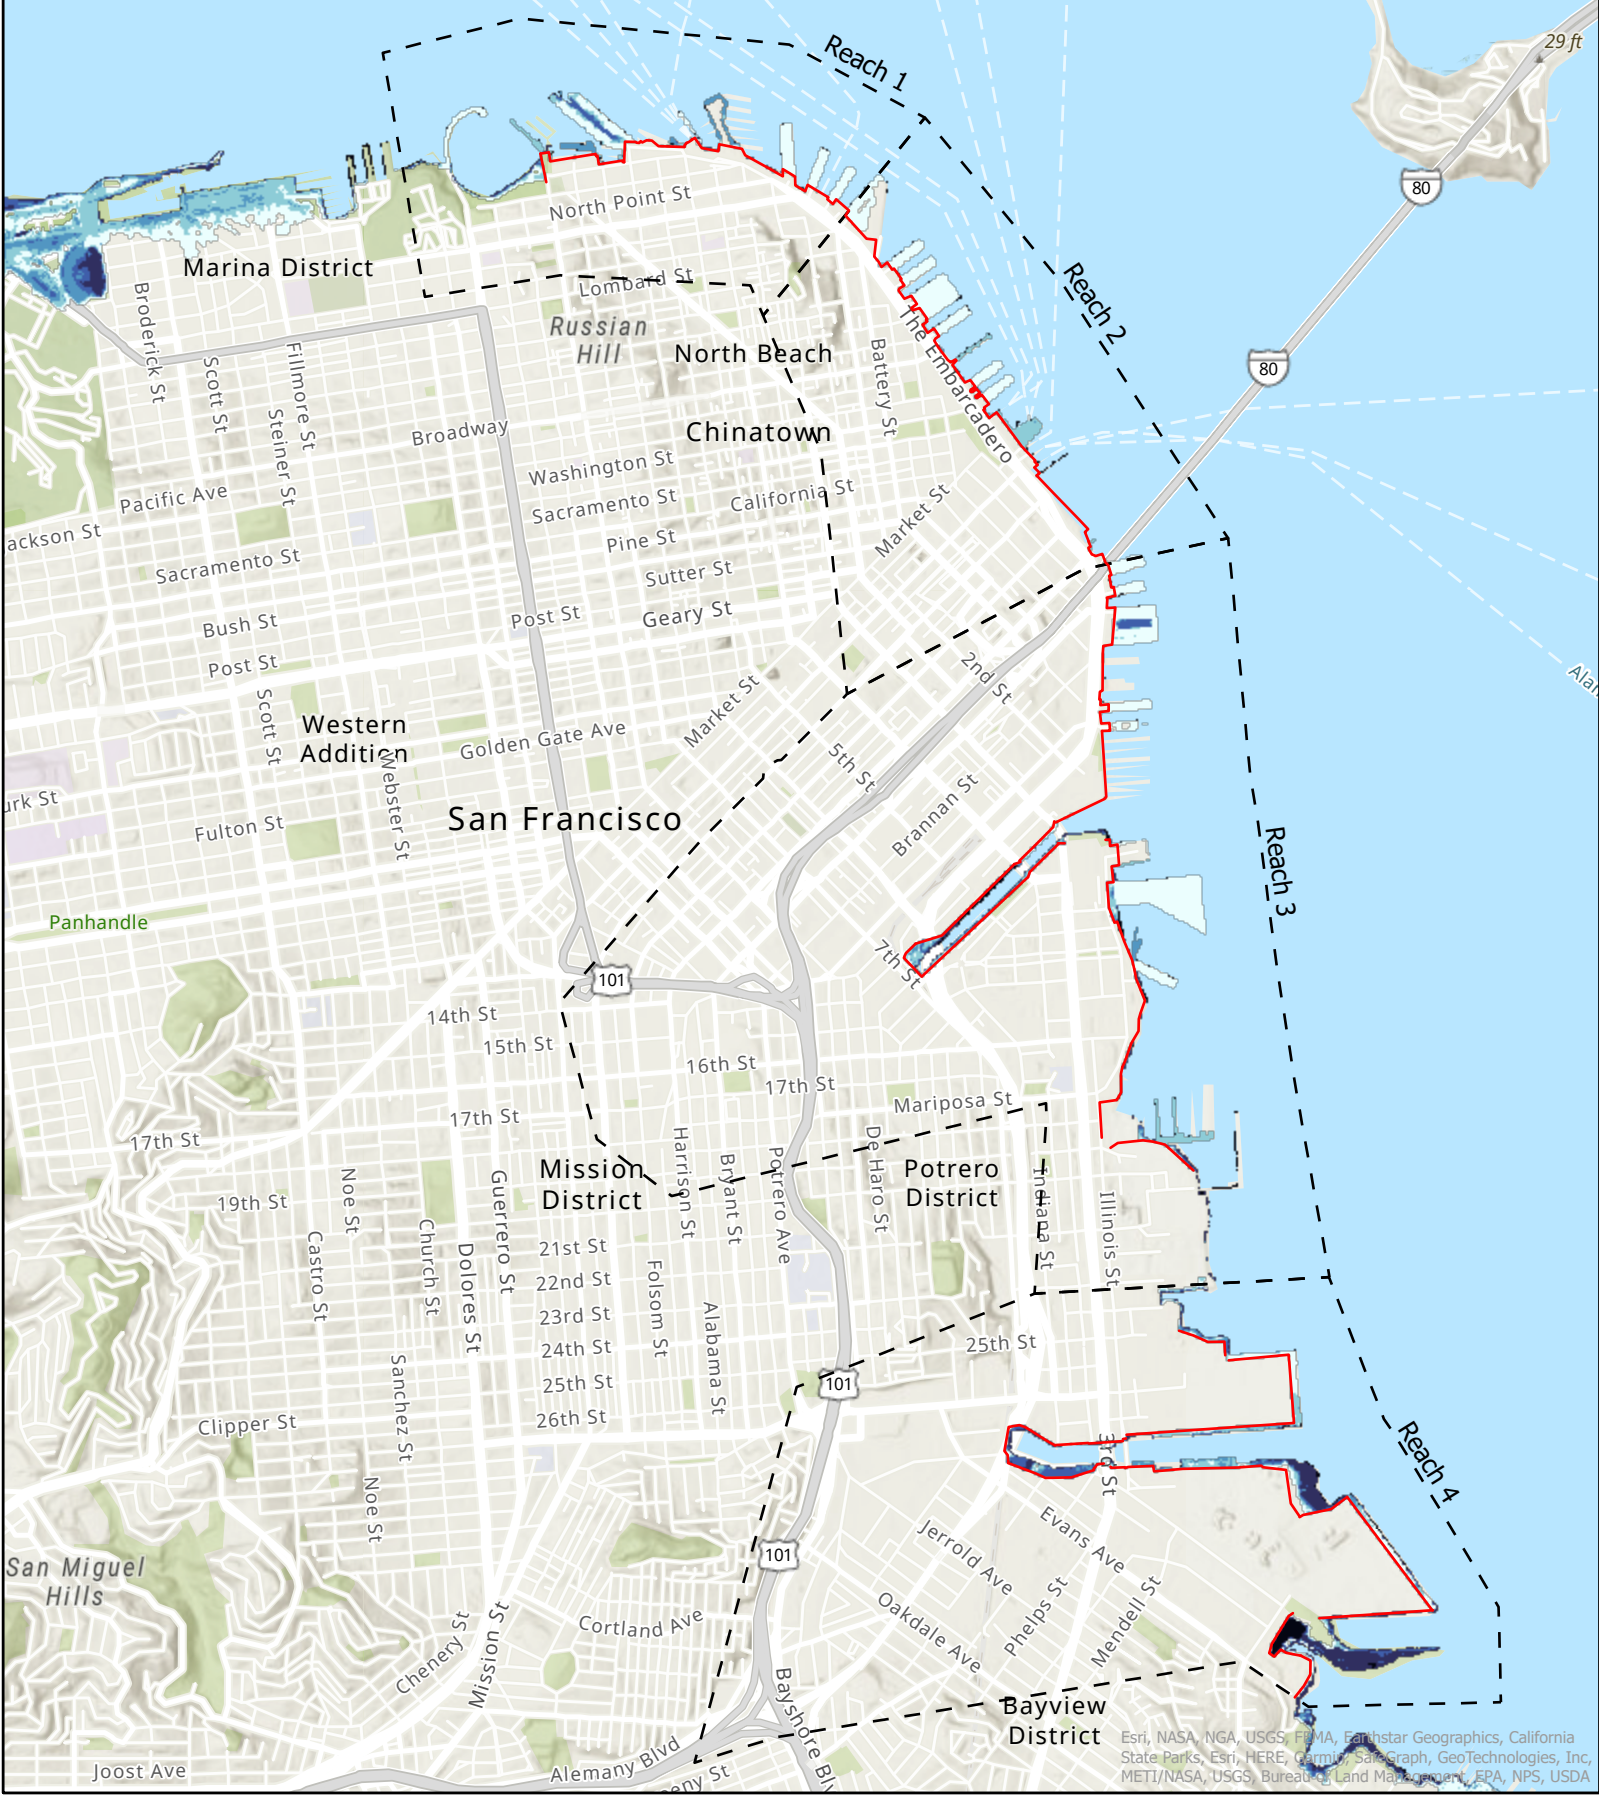 29 ft
Reach 1
80
North Point St
Marina District
Lombard St
Reach 2
Broderick St
Russian
Hill
North Beach
The Embarcadero
80
Scott St
Fillmore St
Steiner St
Battery St
Broadway
Chinatown
Washington St
Pacific Ave
Sacramento St
California St
Market St
ackson St
Pine St
Sacramento St
Sutter St
Bush St
Post St
Geary St
Post St
2nd St
Alan
Scott St
Market St
Western
Addition
Golden Gate Ave
Webster St
5th St
Brannan St
urk St
Fulton St
San Francisco
Reach 3
Panhandle
7th St
101
14th St
15th St
16th St
17th St
Mariposa St
17th St
17th St
Harrison St
Bryant St
Potrero Ave
De Haro St
Mission
District
Potrero
District
Indiana St
Illinois St
19th St
Noe St
Guerrero St
Castro St
Church St
Dolores St
21st St
22nd St
23rd St
24th St
25th St
26th St
Folsom St
Alabama St
25th St
101
Sanchez St
Clipper St
3rd St
Reach 4
Noe St
Evans Ave
Jerrold Ave
101
San Miguel
Hills
Phelps St
Mendell St
Oakdale Ave
Cortland Ave
Chenery St
Mission St
Bayshore Blv
Bayview
District
Alemany Blvd
Joost Ave
eny St
Esri, NASA, NGA, USGS, FEMA, Earthstar Geographics, California
State Parks, Esri, HERE, Garmin, SafeGraph, GeoTechnologies, Inc,
METI/NASA, USGS, Bureau of Land Management, EPA, NPS, USDA